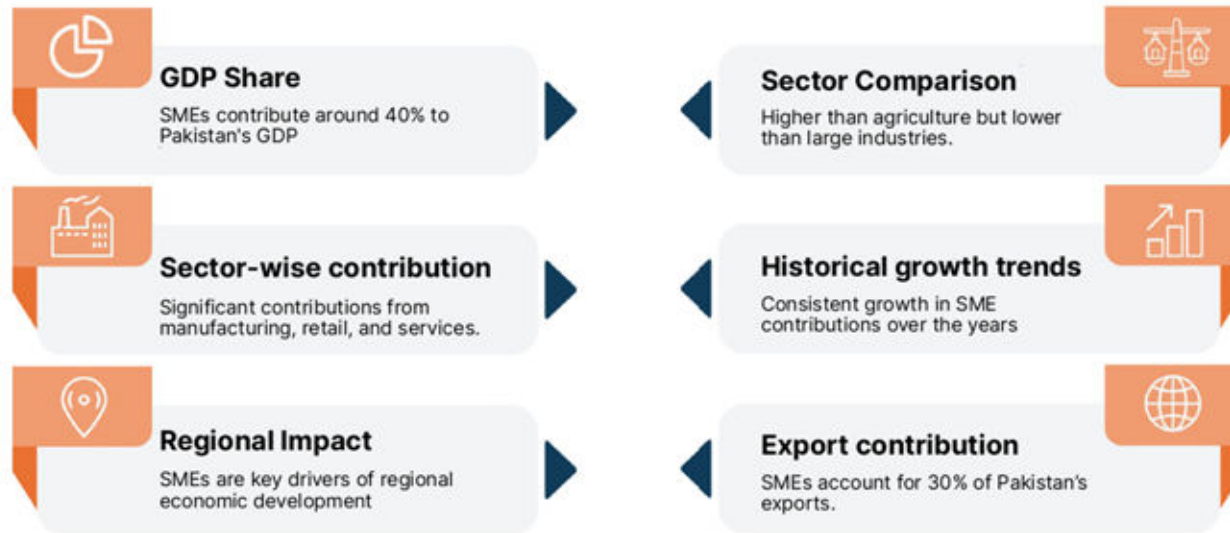 GDP Share
SMEs contribute around 40% to
Pakistan's GDP
Sector Comparison
Higher than agriculture but lower
than large industries.
Sector-wise contribution
Significant contributions from
manufacturing, retail, and services.
Historical growth trends
Consistent growth in SME
contributions over the years
Regional Impact
SMEs are key drivers of regional
economic development
Export contribution
SMEs account for 30% of Pakistan’s
exports.